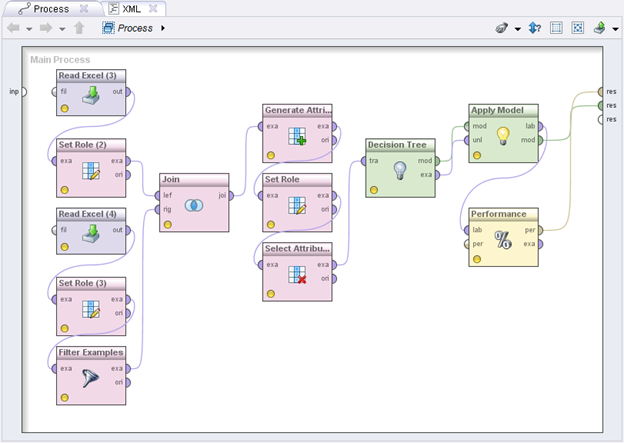 Process
XML
Process
Main Process
inp
Read Excel (3)
fil out
Set Role (2)
exa exa
ori
Read Excel (4)
fil out
Set Role (3)
exa exa
ori
Filter Examples
exa exa
ori
Join
lef joi
rig
Generate Attri...
exa exa
ori
Set Role
exa exa
ori
Select Attribu...
exa exa
ori
Decision Tree
tra mod
exa
Apply Model
mod lab
unl mod
Performance
lab per
per exa
res
res
res